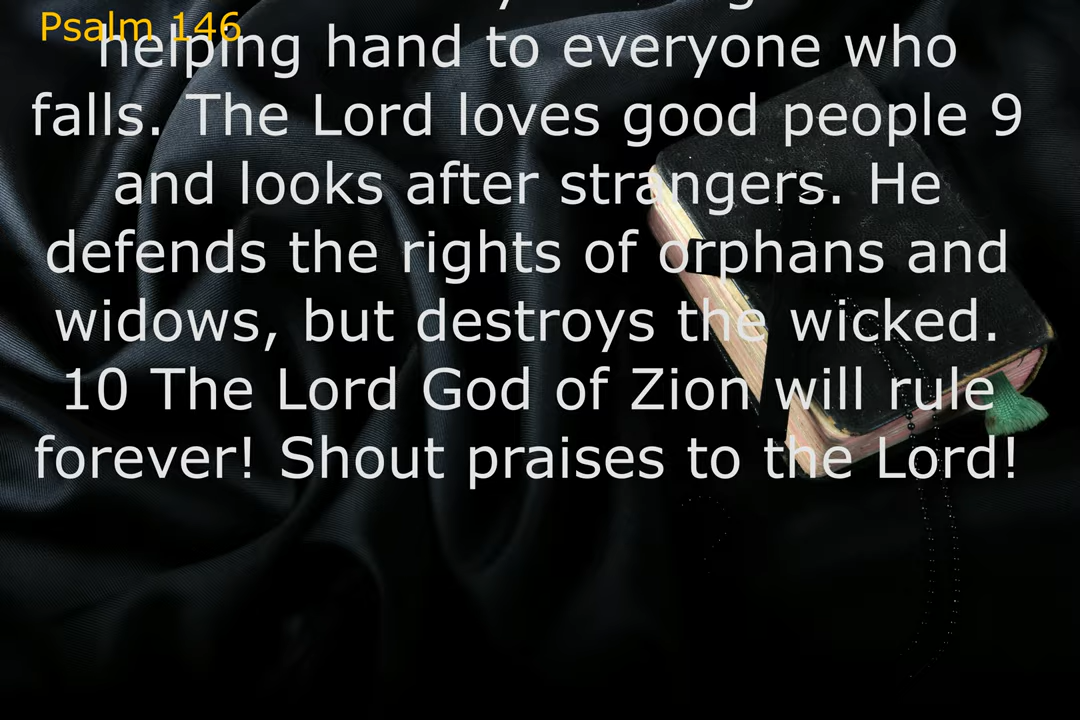 Psalm 146
helping hand to everyone who
falls. The Lord loves good people 9
and looks after strangers. He
defends the rights of orphans and
widows, but destroys the wicked.
10 The Lord God of Zion will rule
forever! Shout praises to the Lord!